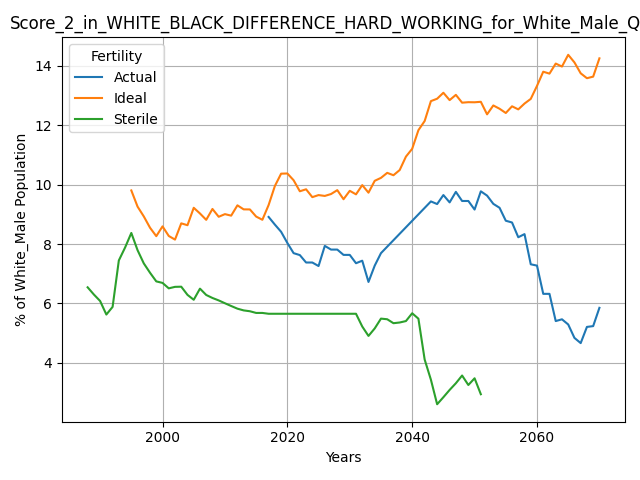 Score_2_in_WHITE_BLACK_DIFFERENCE_HARD_WORKING_for_White_Male_Q
Fertility
Actual
Ideal
Sterile
% of White_Male Population
14
12
10
8
6
4
2000
2020
2040
2060
Years